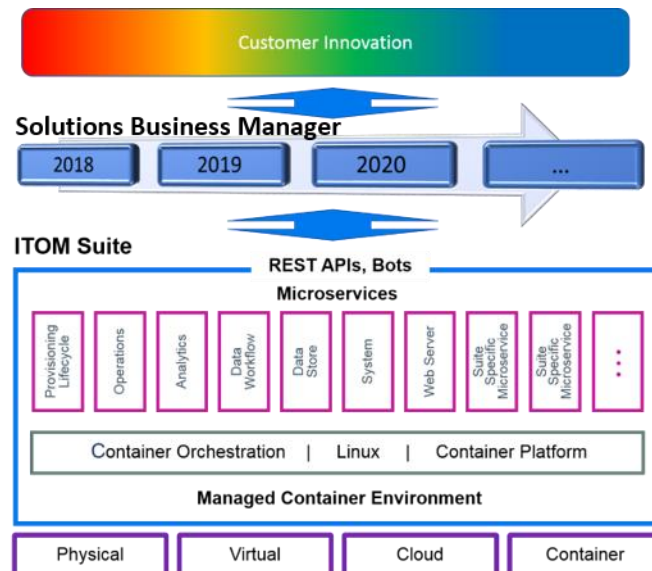 Customer Innovation
Solutions Business Manager
2018
2019
2020
...
ITOM Suite
REST APIs, Bots
Microservices
Provisioning
Lifecycle
Operations
Analytics
Data
Workflow
Data
Store
System
Web Server
Suite
Specific
Microservice
Suite
Specific
Microservice
...
Container Orchestration | Linux | Container Platform
Managed Container Environment
Physical
Virtual
Cloud
Container